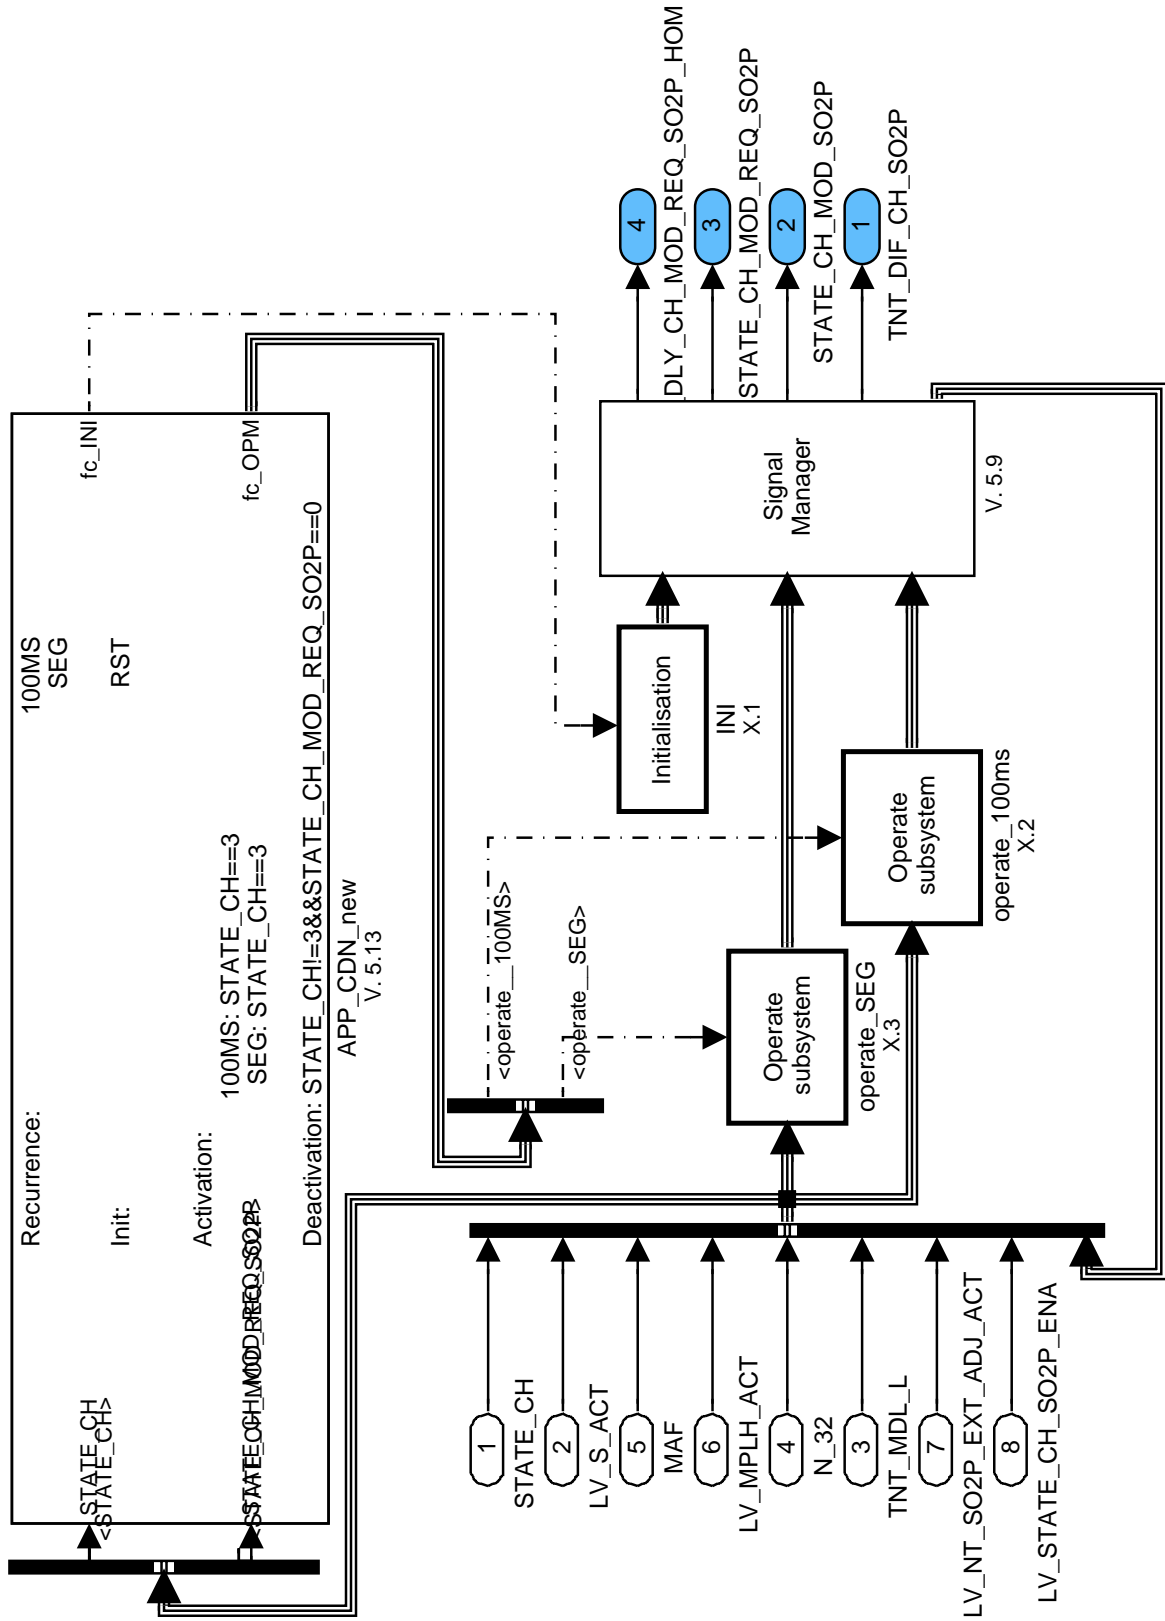 Recurrence:
100MS
SEG
Init:
RST
Activation:
100MS: STATE_CH==3
SEG: STATE_CH==3
Deactivation: STATE_CH!=3&&STATE_CH_MOD_REQ_SO2P==0
STATE_CH
<STATE_CH>
STATE_CH_MOD_REQ_SO2P
<STATE_CH_MOD_REQ_SO2P>
fc_INI
fc_OPM
APP_CDN_new
V. 5.13
<operate__100MS>
<operate__SEG>
1
STATE_CH
2
LV_S_ACT
5
MAF
6
LV_MPLH_ACT
4
N_32
3
TNT_MDL_L
7
LV_NT_SO2P_EXT_ADJ_ACT
8
LV_STATE_CH_SO2P_ENA
Initialisation
INI
X.1
Operate
subsystem
operate_SEG
X.3
Operate
subsystem
operate_100ms
X.2
Signal
Manager
V. 5.9
4
DLY_CH_MOD_REQ_SO2P_HOM
3
STATE_CH_MOD_REQ_SO2P
2
STATE_CH_MOD_SO2P
1
TNT_DIF_CH_SO2P